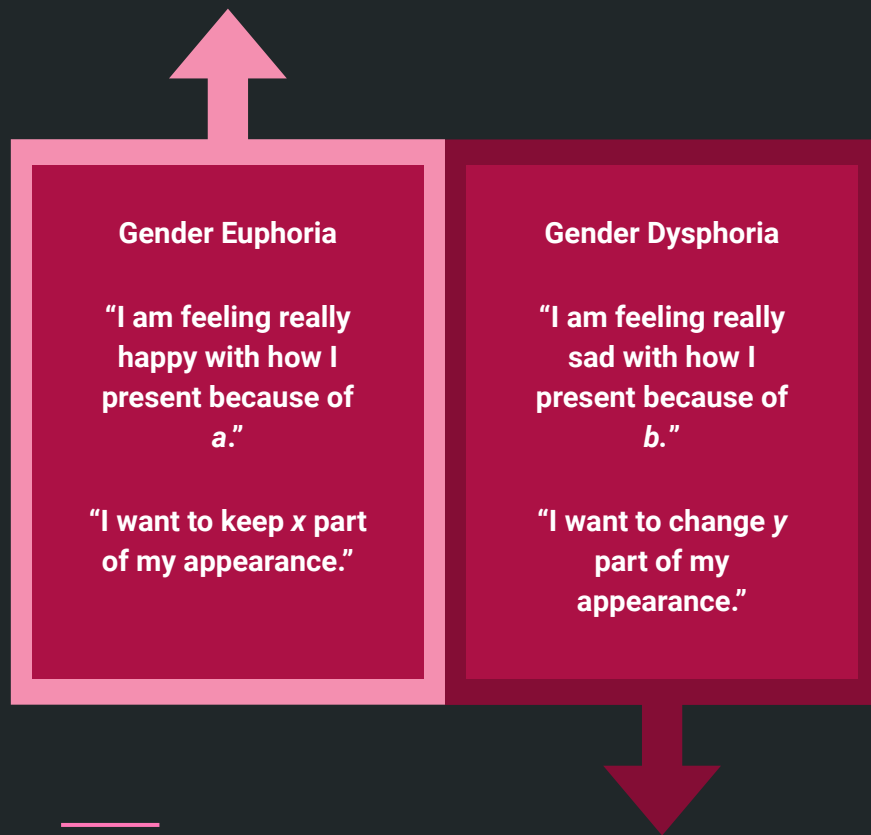 Gender Euphoria
“I am feeling really
happy with how I
present because of
a.”
“I want to keep x part
of my appearance.”
Gender Dysphoria
“I am feeling really
sad with how I
present because of
b.”
“I want to change y
part of my
appearance.”